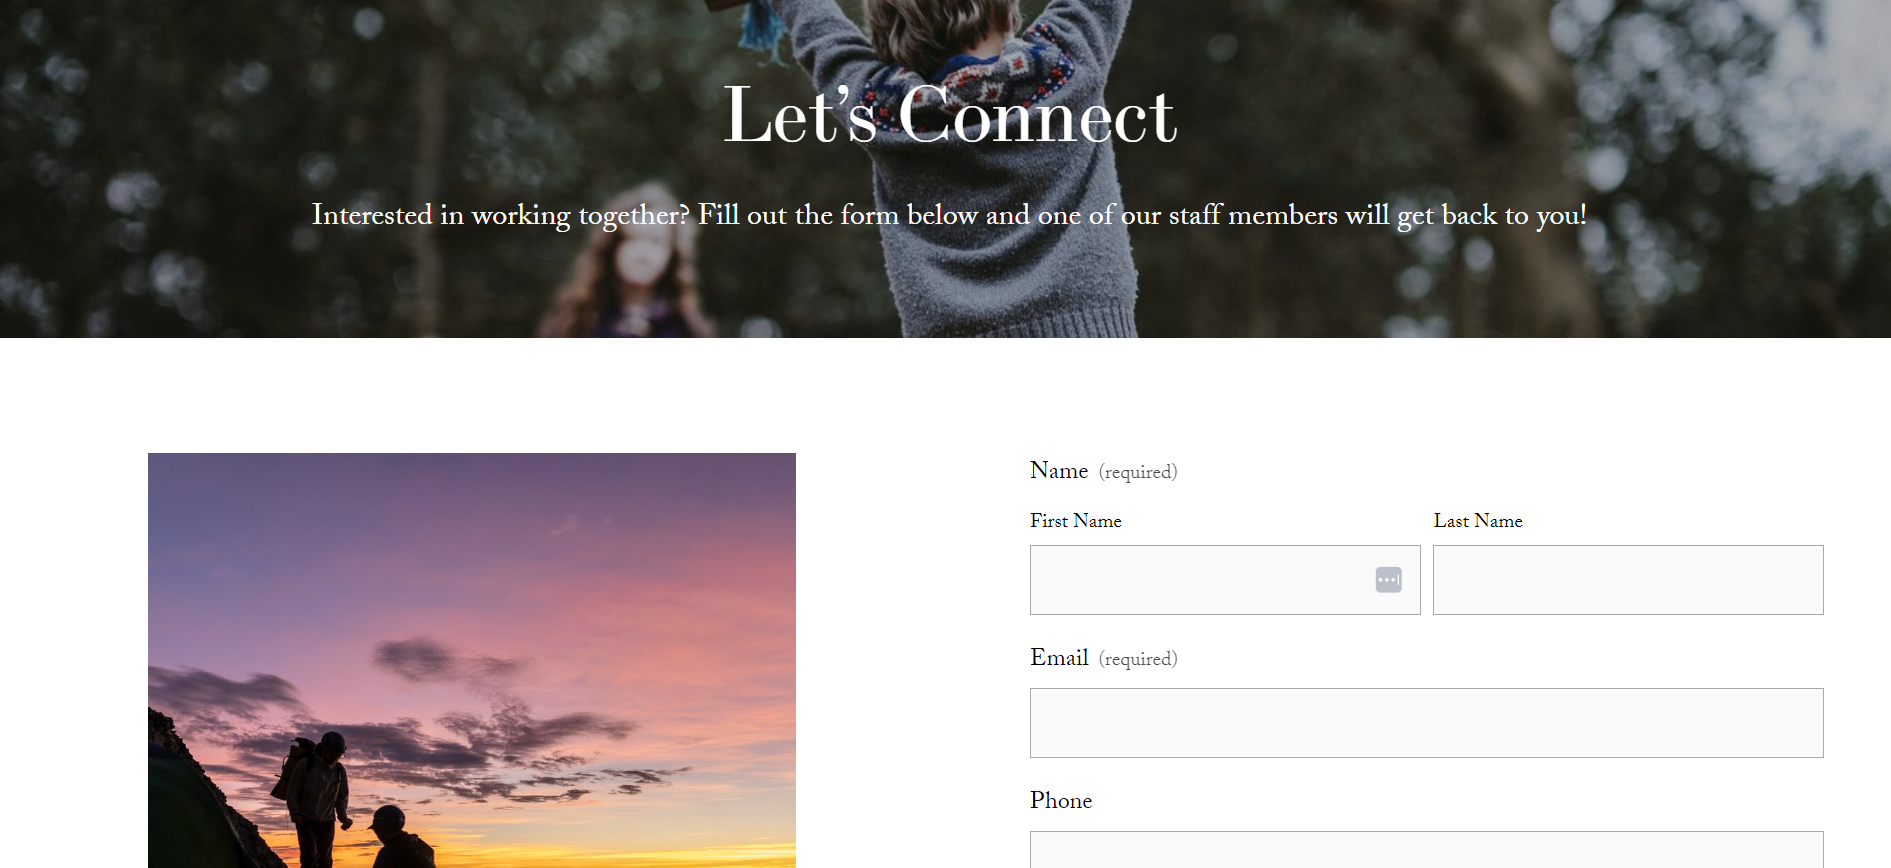 Let’s Connect
Interested in working together? Fill out the form below and one of our staff members will get back to you!
Name (required)
First Name
Last Name
Email (required)
Phone